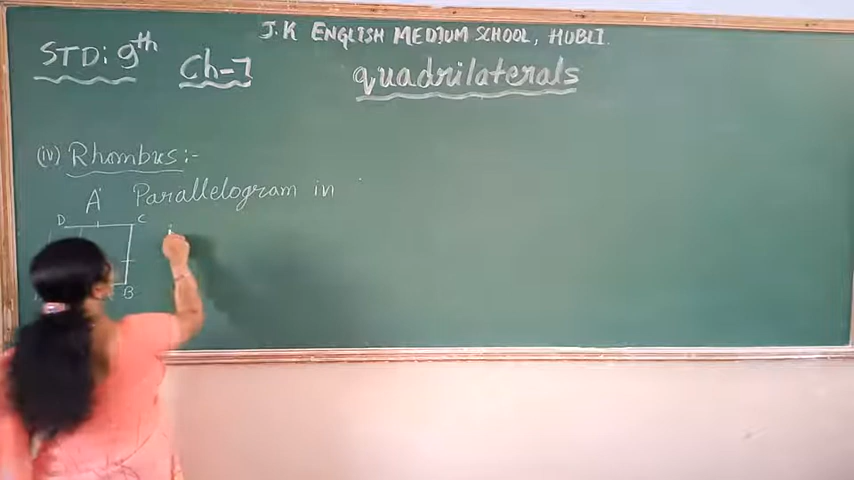 J.K ENGLISH MEDIUM SCHOOL, HUBLI.
STD: 9th
Ch-7
quadrilaterals
(iv) Rhombus:-
A Parallelogram in
D C
B